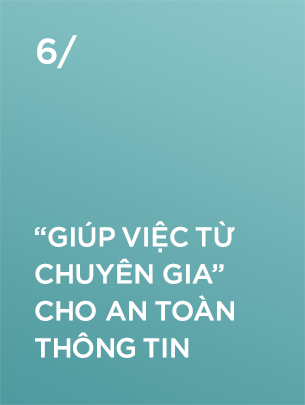 6/
“GIÚP VIỆC TỪ
CHUYÊN GIA”
CHO AN TOÀN
THÔNG TIN